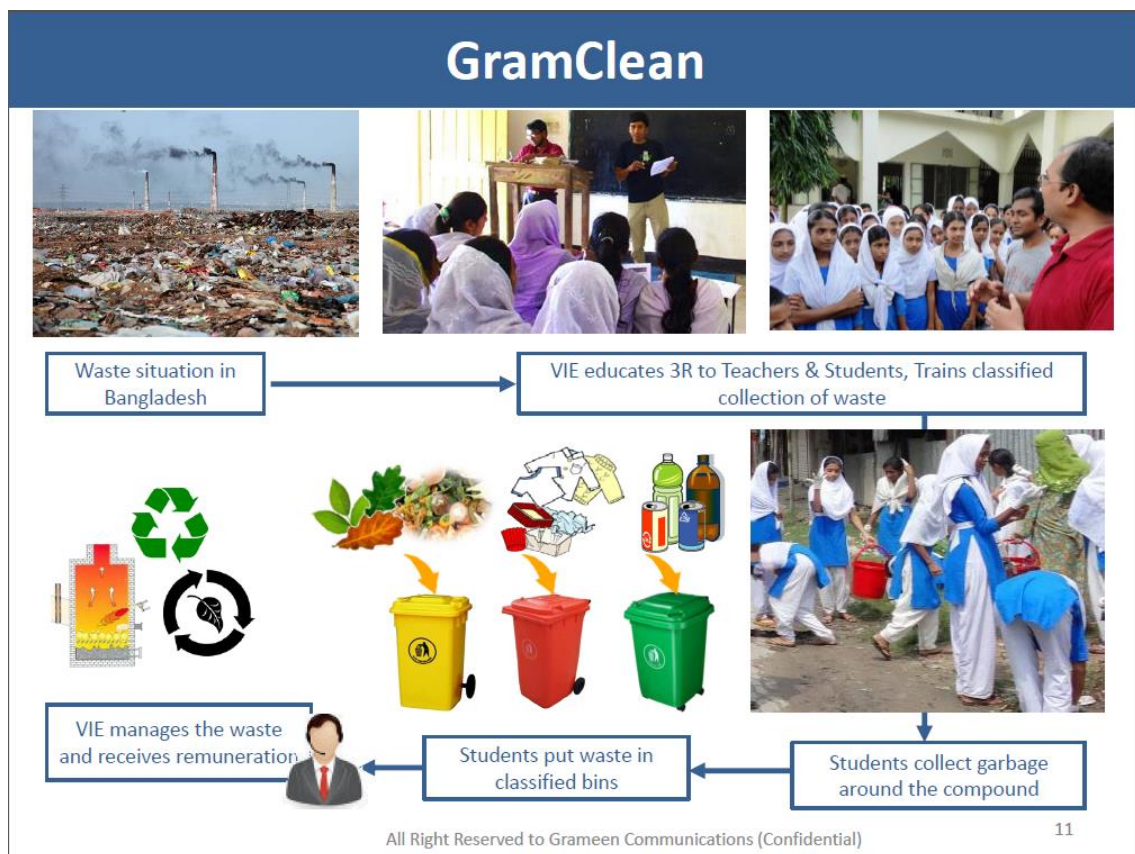 GramClean
Waste situation in
Bangladesh
VIE educates 3R to Teachers & Students, Trains classified
collection of waste
VIE manages the waste
and receives remuneration
Students put waste in
classified bins
Students collect garbage
around the compound
All Right Reserved to Grameen Communications (Confidential)
11